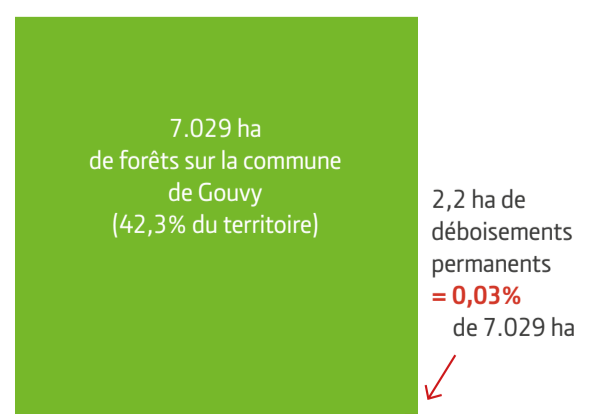 7.029 ha
de forêts sur la commune
de Gouvy
(42,3% du territoire)
2,2 ha de
déboisements
permanents
= 0,03%
de 7.029 ha